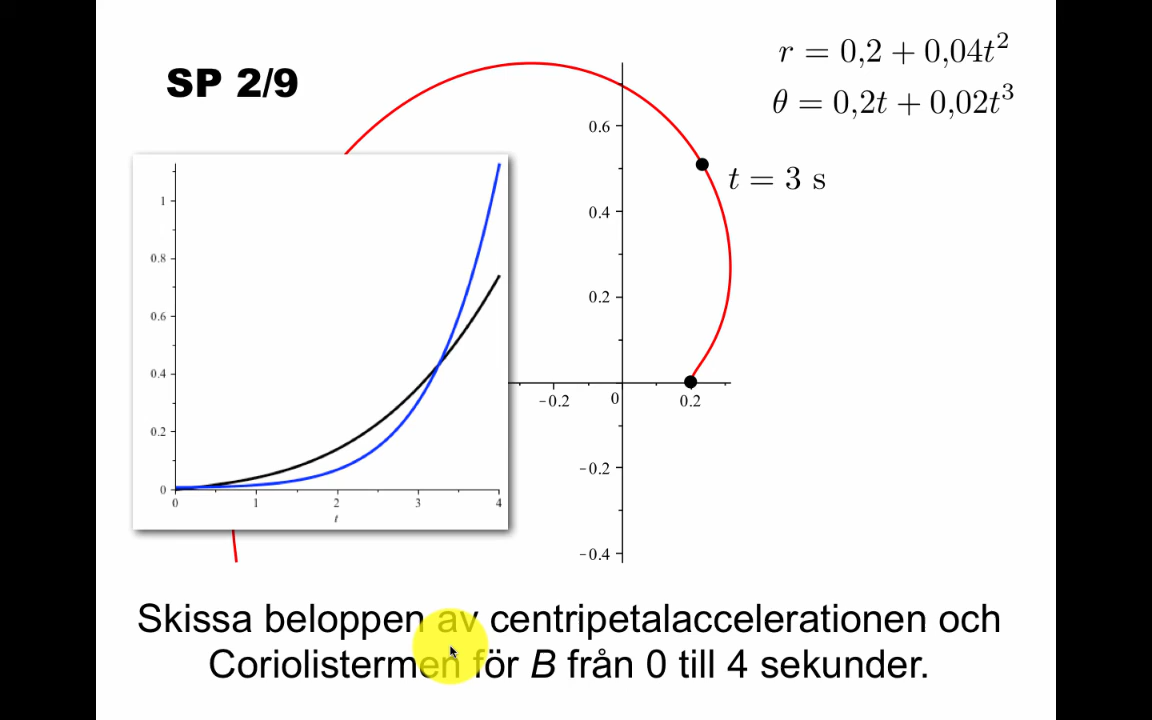 SP 2/9
r = 0,2 + 0,04t²
θ = 0,2t + 0,02t³
t = 3 s
0.6
0.4
0.2
−0.2
0
0.2
−0.2
−0.4
1
0.8
0.6
0.4
0.2
0
0
1
2
3
4
t
Skissa beloppen av centripetalaccelerationen och
Coriolistermen för B från 0 till 4 sekunder.